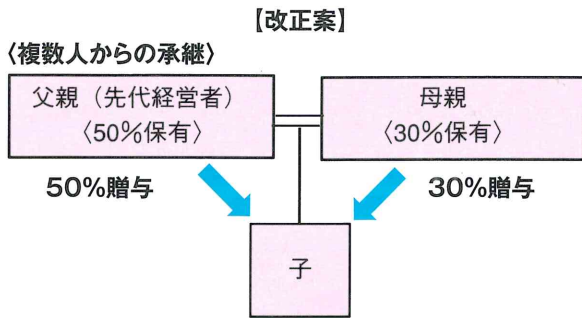 【改正案】
〈複数人からの承継〉
父親（先代経営者）
〈50％保有〉
母親
〈30％保有〉
50％贈与
30％贈与
子